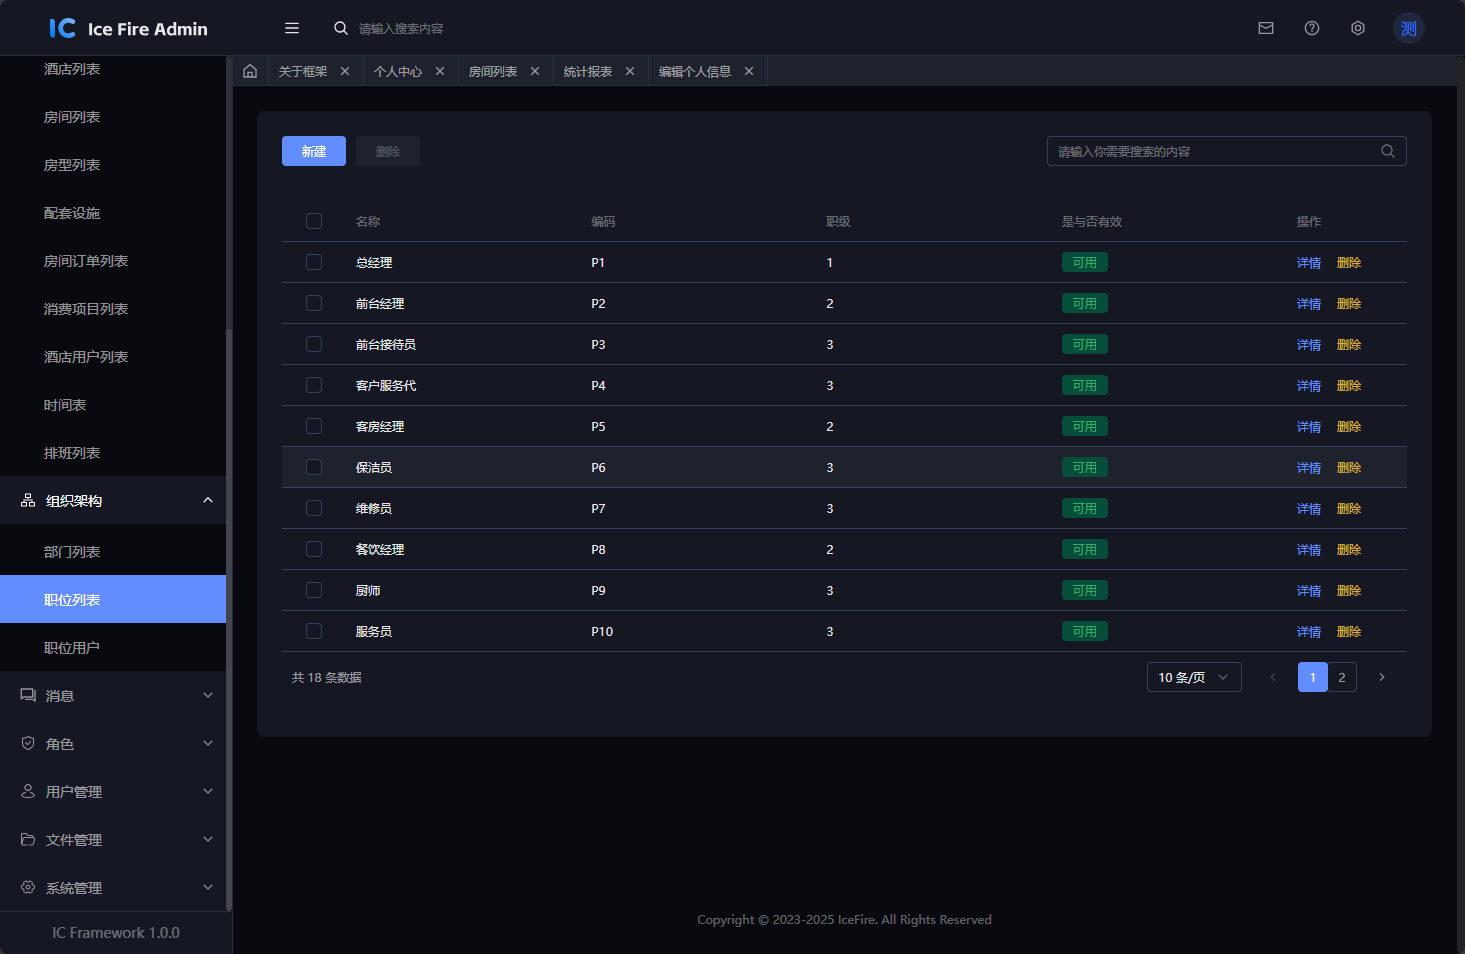 IC Ice Fire Admin
请输入搜索内容
测
酒店列表
房间列表
房型列表
配套设施
房间订单列表
消费项目列表
酒店用户列表
时间表
排班列表
组织架构
部门列表
职位列表
职位用户
消息
角色
用户管理
文件管理
系统管理
IC Framework 1.0.0
关于框架 个人中心 房间列表 统计报表 编辑个人信息
新建 删除 请输入你需要搜索的内容
名称 编码 职级 是与否有效 操作
总经理 P1 1 可用 详情 删除
前台经理 P2 2 可用 详情 删除
前台接待员 P3 3 可用 详情 删除
客户服务代 P4 3 可用 详情 删除
客房经理 P5 2 可用 详情 删除
保洁员 P6 3 可用 详情 删除
维修员 P7 3 可用 详情 删除
餐饮经理 P8 2 可用 详情 删除
厨师 P9 3 可用 详情 删除
服务员 P10 3 可用 详情 删除
共 18 条数据 10 条/页 1 2
Copyright © 2023-2025 IceFire. All Rights Reserved